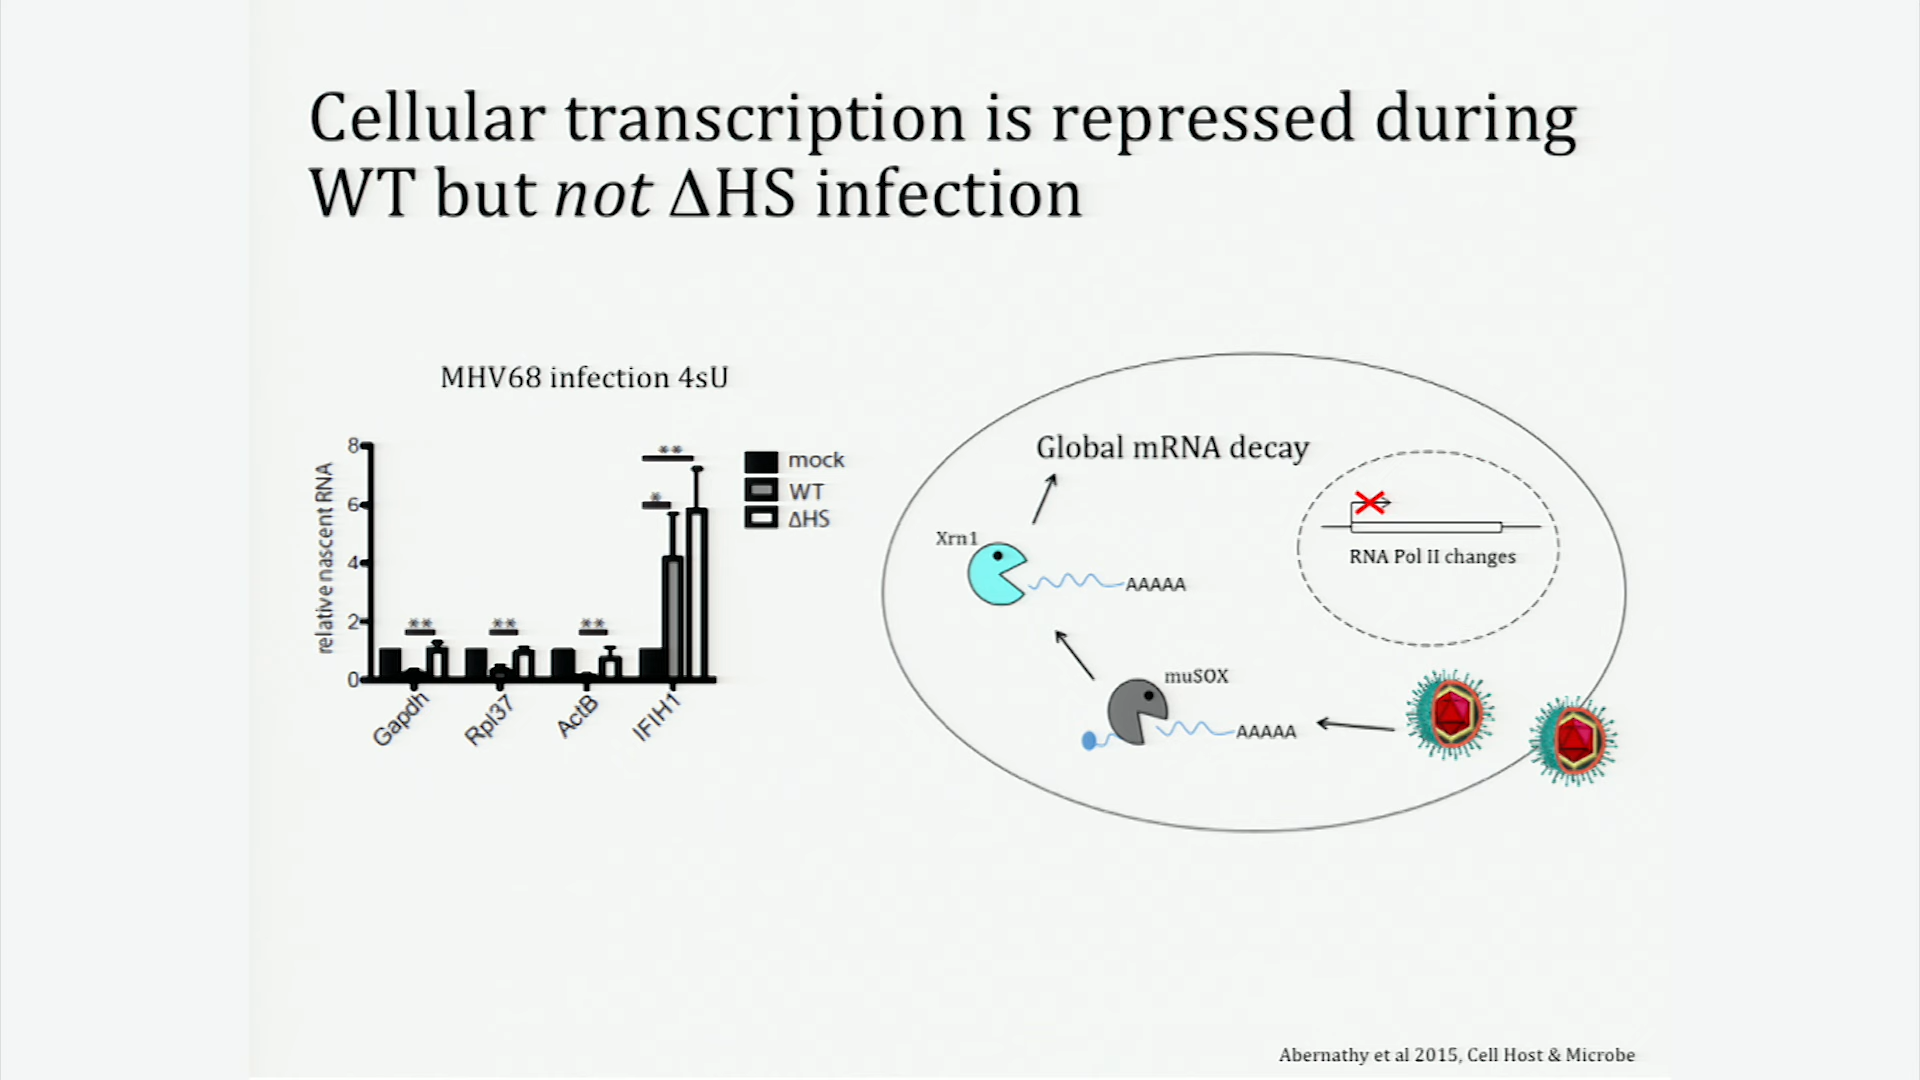 Cellular transcription is repressed during
WT but not ΔHS infection
MHV68 infection 4sU
relative nascent RNA
8
6
4
2
0
**
**
**
*
**
Gapdh
Rpl37
ActB
IFIH1
mock
WT
ΔHS
Global mRNA decay
Xrn1
AAAAA
muSOX
AAAAA
RNA Pol II changes
Abernathy et al 2015, Cell Host & Microbe